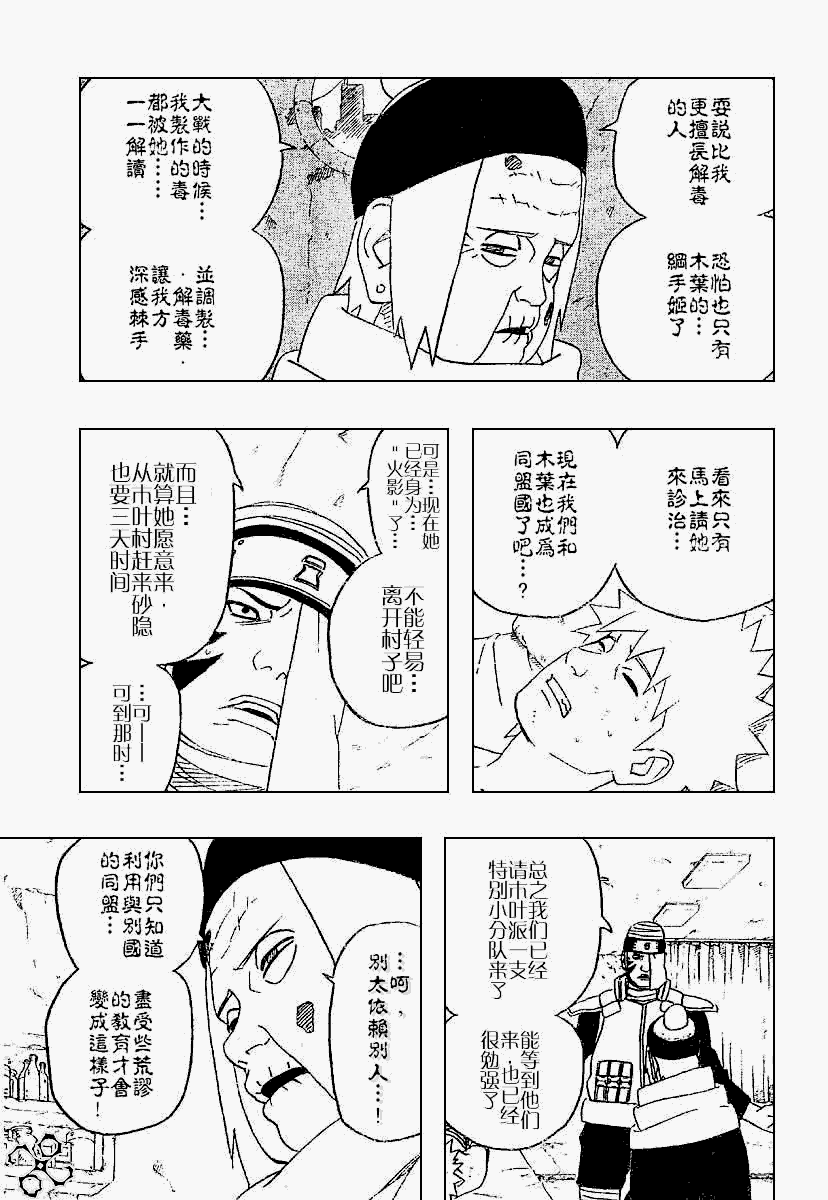 要說比我
更擅長解毒
的人
恐怕也只有
木葉的…
綱手姬了
大戰的時候…
我製作的毒
都被她……
一一解讀
並調製…
．解毒藥．
讓我方
深感棘手
看來只有
馬上請她
來診治…
現在我們和
木葉也成爲
同盟國了吧…?
可是…现在她
已经身为…
"火影"了…
不能轻易…
离开村子吧
而且…
就算她愿意来．
从木叶村赶来砂隐
也要三天时间
…可——
可到那时…
总之我们已经
请木叶派一支
特别小分队来了
能等到他们
来．也已经
很勉强了
…呵，
別太依賴別人…!
你們只知道
利用與別國
的同盟…
盡受些荒謬
的教育才會
變成這樣子!